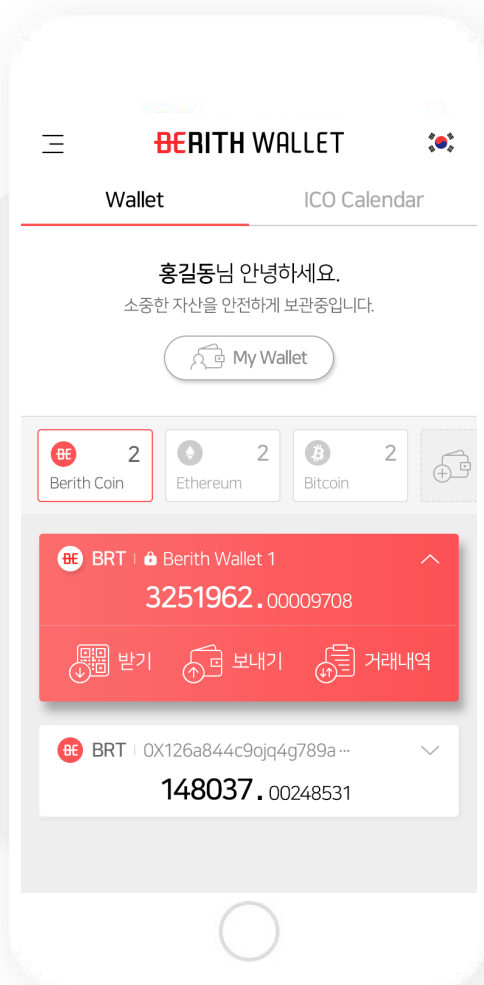 BERITH WALLET
Wallet ICO Calendar
홍길동님 안녕하세요.
소중한 자산을 안전하게 보관중입니다.
My Wallet
BE 2
Berith Coin
2
Ethereum
2
Bitcoin
BE BRT Berith Wallet 1
3251962.00009708
받기 보내기 거래내역
BE BRT 0X126a844c9ojq4g789a···
148037.00248531